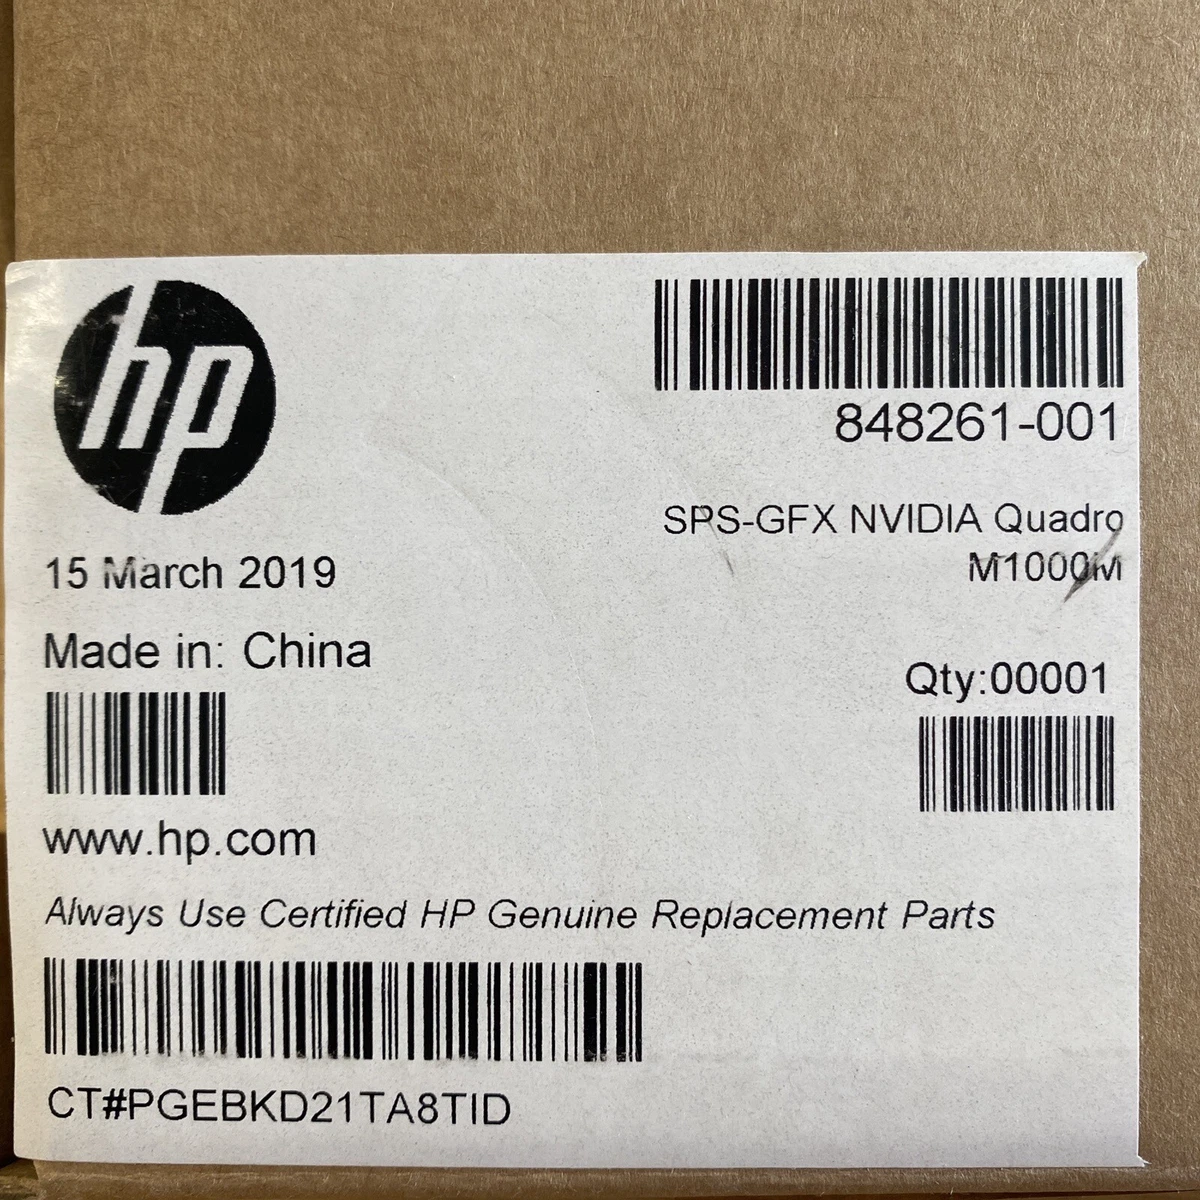 hp
848261-001
SPS-GFX NVIDIA Quadro
M1000M
15 March 2019
Made in: China
Qty:00001
www.hp.com
Always Use Certified HP Genuine Replacement Parts
CT#PGEBKD21TA8TID